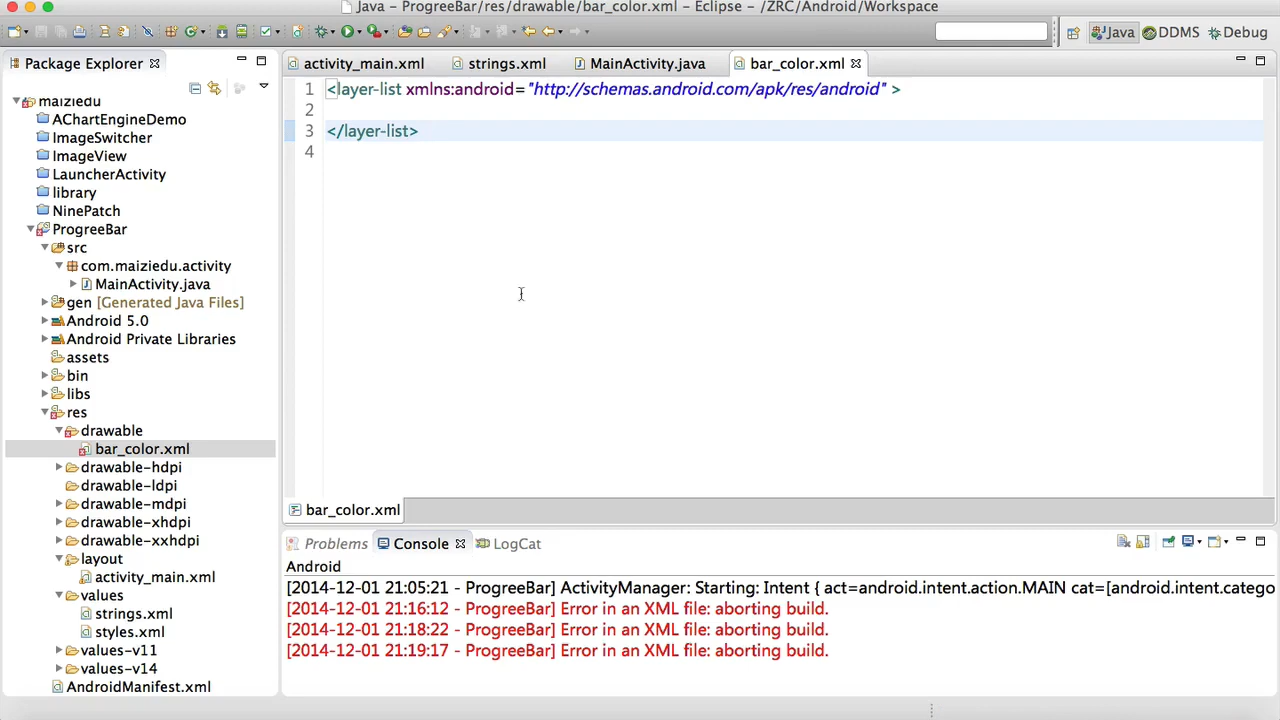 Java - ProgreeBar/res/drawable/bar_color.xml - Eclipse - /ZRC/Android/Workspace
Java DDMS Debug
Package Explorer
activity_main.xml strings.xml MainActivity.java bar_color.xml
maiziedu
AChartEngineDemo
ImageSwitcher
ImageView
LauncherActivity
library
NinePatch
ProgreeBar
src
com.maiziedu.activity
MainActivity.java
gen [Generated Java Files]
Android 5.0
Android Private Libraries
assets
bin
libs
res
drawable
bar_color.xml
drawable-hdpi
drawable-ldpi
drawable-mdpi
drawable-xhdpi
drawable-xxhdpi
layout
activity_main.xml
values
strings.xml
styles.xml
values-v11
values-v14
AndroidManifest.xml
1 <layer-list xmlns:android="http://schemas.android.com/apk/res/android" >
2
3 </layer-list>
4
bar_color.xml
Problems Console LogCat
Android
[2014-12-01 21:05:21 - ProgreeBar] ActivityManager: Starting: Intent { act=android.intent.action.MAIN cat=[android.intent.catego
[2014-12-01 21:16:12 - ProgreeBar] Error in an XML file: aborting build.
[2014-12-01 21:18:22 - ProgreeBar] Error in an XML file: aborting build.
[2014-12-01 21:19:17 - ProgreeBar] Error in an XML file: aborting build.